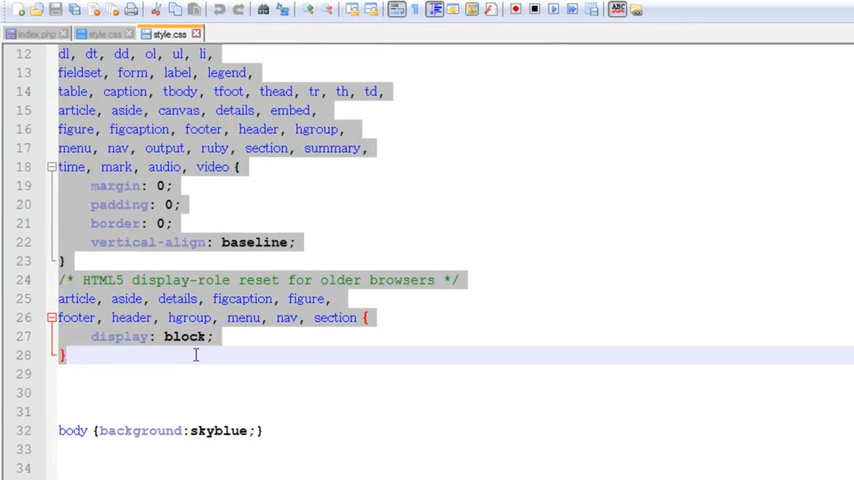 index.php style.css style.css
12 dl, dt, dd, ol, ul, li,
13 fieldset, form, label, legend,
14 table, caption, tbody, tfoot, thead, tr, th, td,
15 article, aside, canvas, details, embed,
16 figure, figcaption, footer, header, hgroup,
17 menu, nav, output, ruby, section, summary,
18 time, mark, audio, video {
19 margin: 0;
20 padding: 0;
21 border: 0;
22 vertical-align: baseline;
23 }
24 /* HTML5 display-role reset for older browsers */
25 article, aside, details, figcaption, figure,
26 footer, header, hgroup, menu, nav, section {
27 display: block;
28 }
29
30
31
32 body {background:skyblue;}
33
34